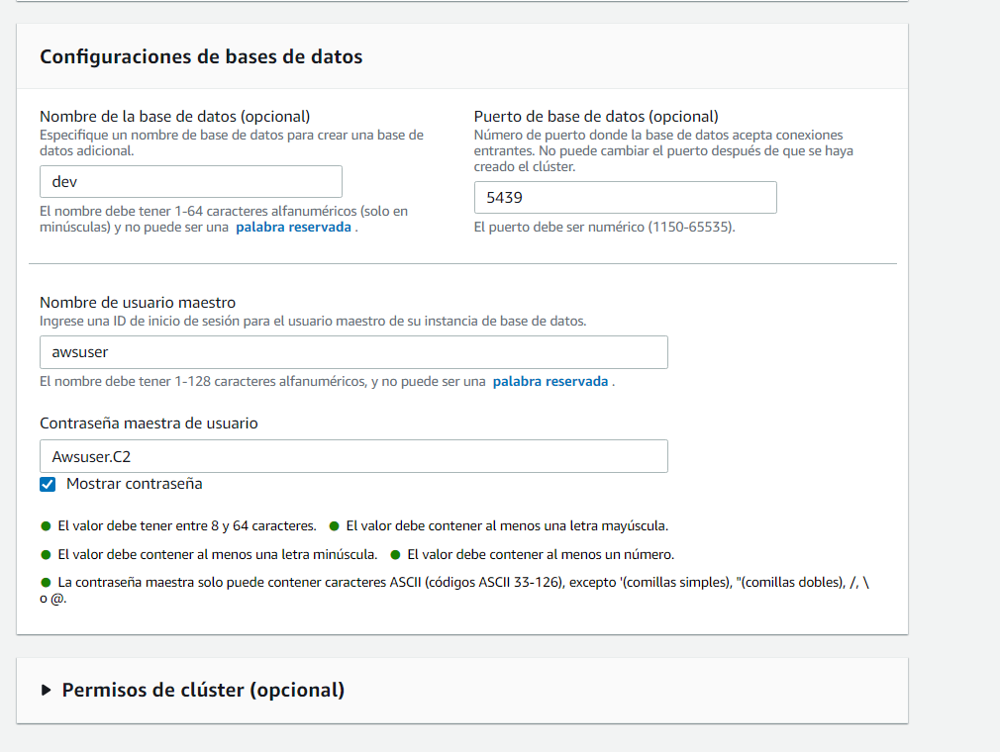 Configuraciones de bases de datos
Nombre de la base de datos (opcional)
Especifique un nombre de base de datos para crear una base de
datos adicional.
dev
El nombre debe tener 1-64 caracteres alfanuméricos (solo en
minúsculas) y no puede ser una palabra reservada .
Puerto de base de datos (opcional)
Número de puerto donde la base de datos acepta conexiones
entrantes. No puede cambiar el puerto después de que se haya
creado el clúster.
5439
El puerto debe ser numérico (1150-65535).
Nombre de usuario maestro
Ingrese una ID de inicio de sesión para el usuario maestro de su instancia de base de datos.
awsuser
El nombre debe tener 1-128 caracteres alfanuméricos, y no puede ser una palabra reservada .
Contraseña maestra de usuario
Awsuser.C2
Mostrar contraseña
El valor debe tener entre 8 y 64 caracteres. El valor debe contener al menos una letra mayúscula.
El valor debe contener al menos una letra minúscula. El valor debe contener al menos un número.
La contraseña maestra solo puede contener caracteres ASCII (códigos ASCII 33-126), excepto '(comillas simples), "(comillas dobles), /, \
o @.
Permisos de clúster (opcional)